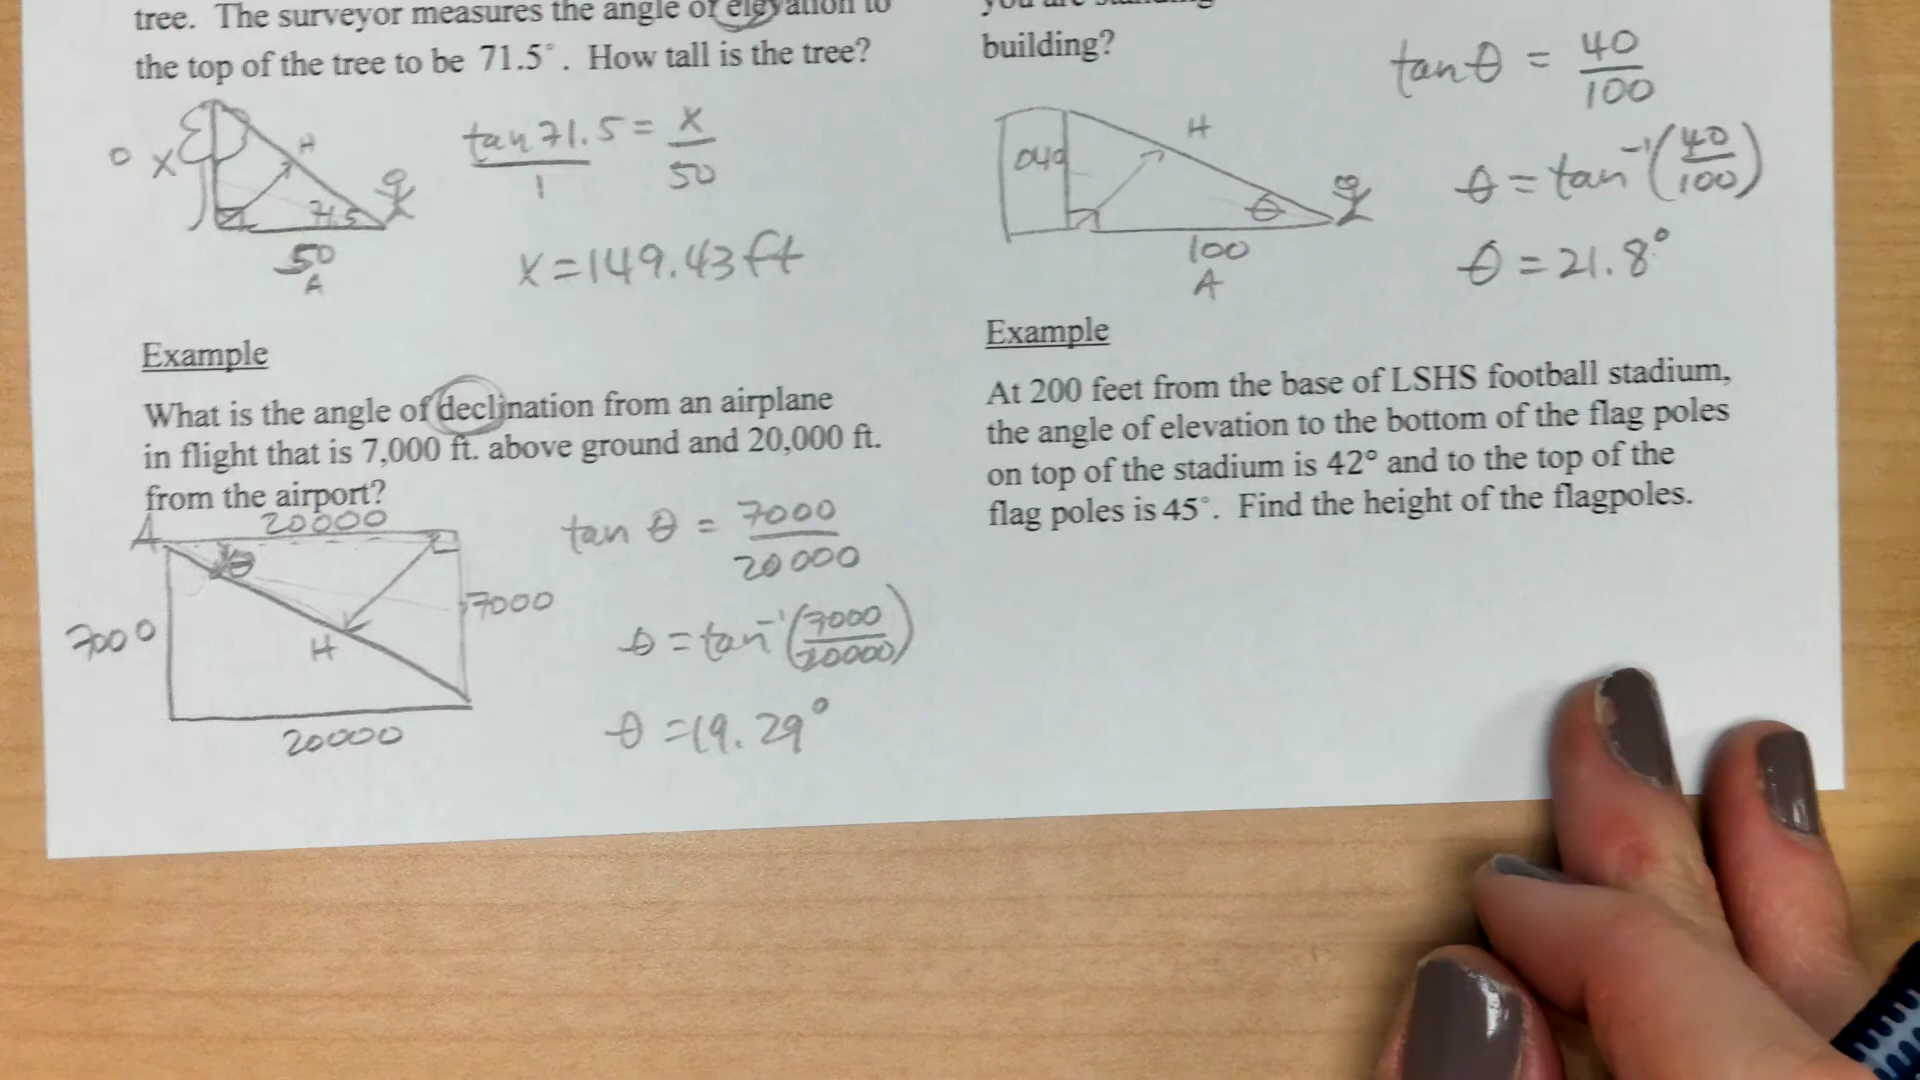 tree. The surveyor measures the angle of elevation to
the top of the tree to be 71.5°. How tall is the tree?
O X H
71.5
50
A
tan 71.5 = x
1 50
x = 149.43 ft
building?
040
H
θ
100
A
tan θ = 40
100
θ = tan⁻¹(40/100)
θ = 21.8°
Example
What is the angle of declination from an airplane
in flight that is 7,000 ft. above ground and 20,000 ft.
from the airport?
A 20000
θ
7000
7000
H
20000
tan θ = 7000
20000
θ = tan⁻¹(7000/20000)
θ = 19.29°
Example
At 200 feet from the base of LSHS football stadium,
the angle of elevation to the bottom of the flag poles
on top of the stadium is 42° and to the top of the
flag poles is 45°. Find the height of the flagpoles.